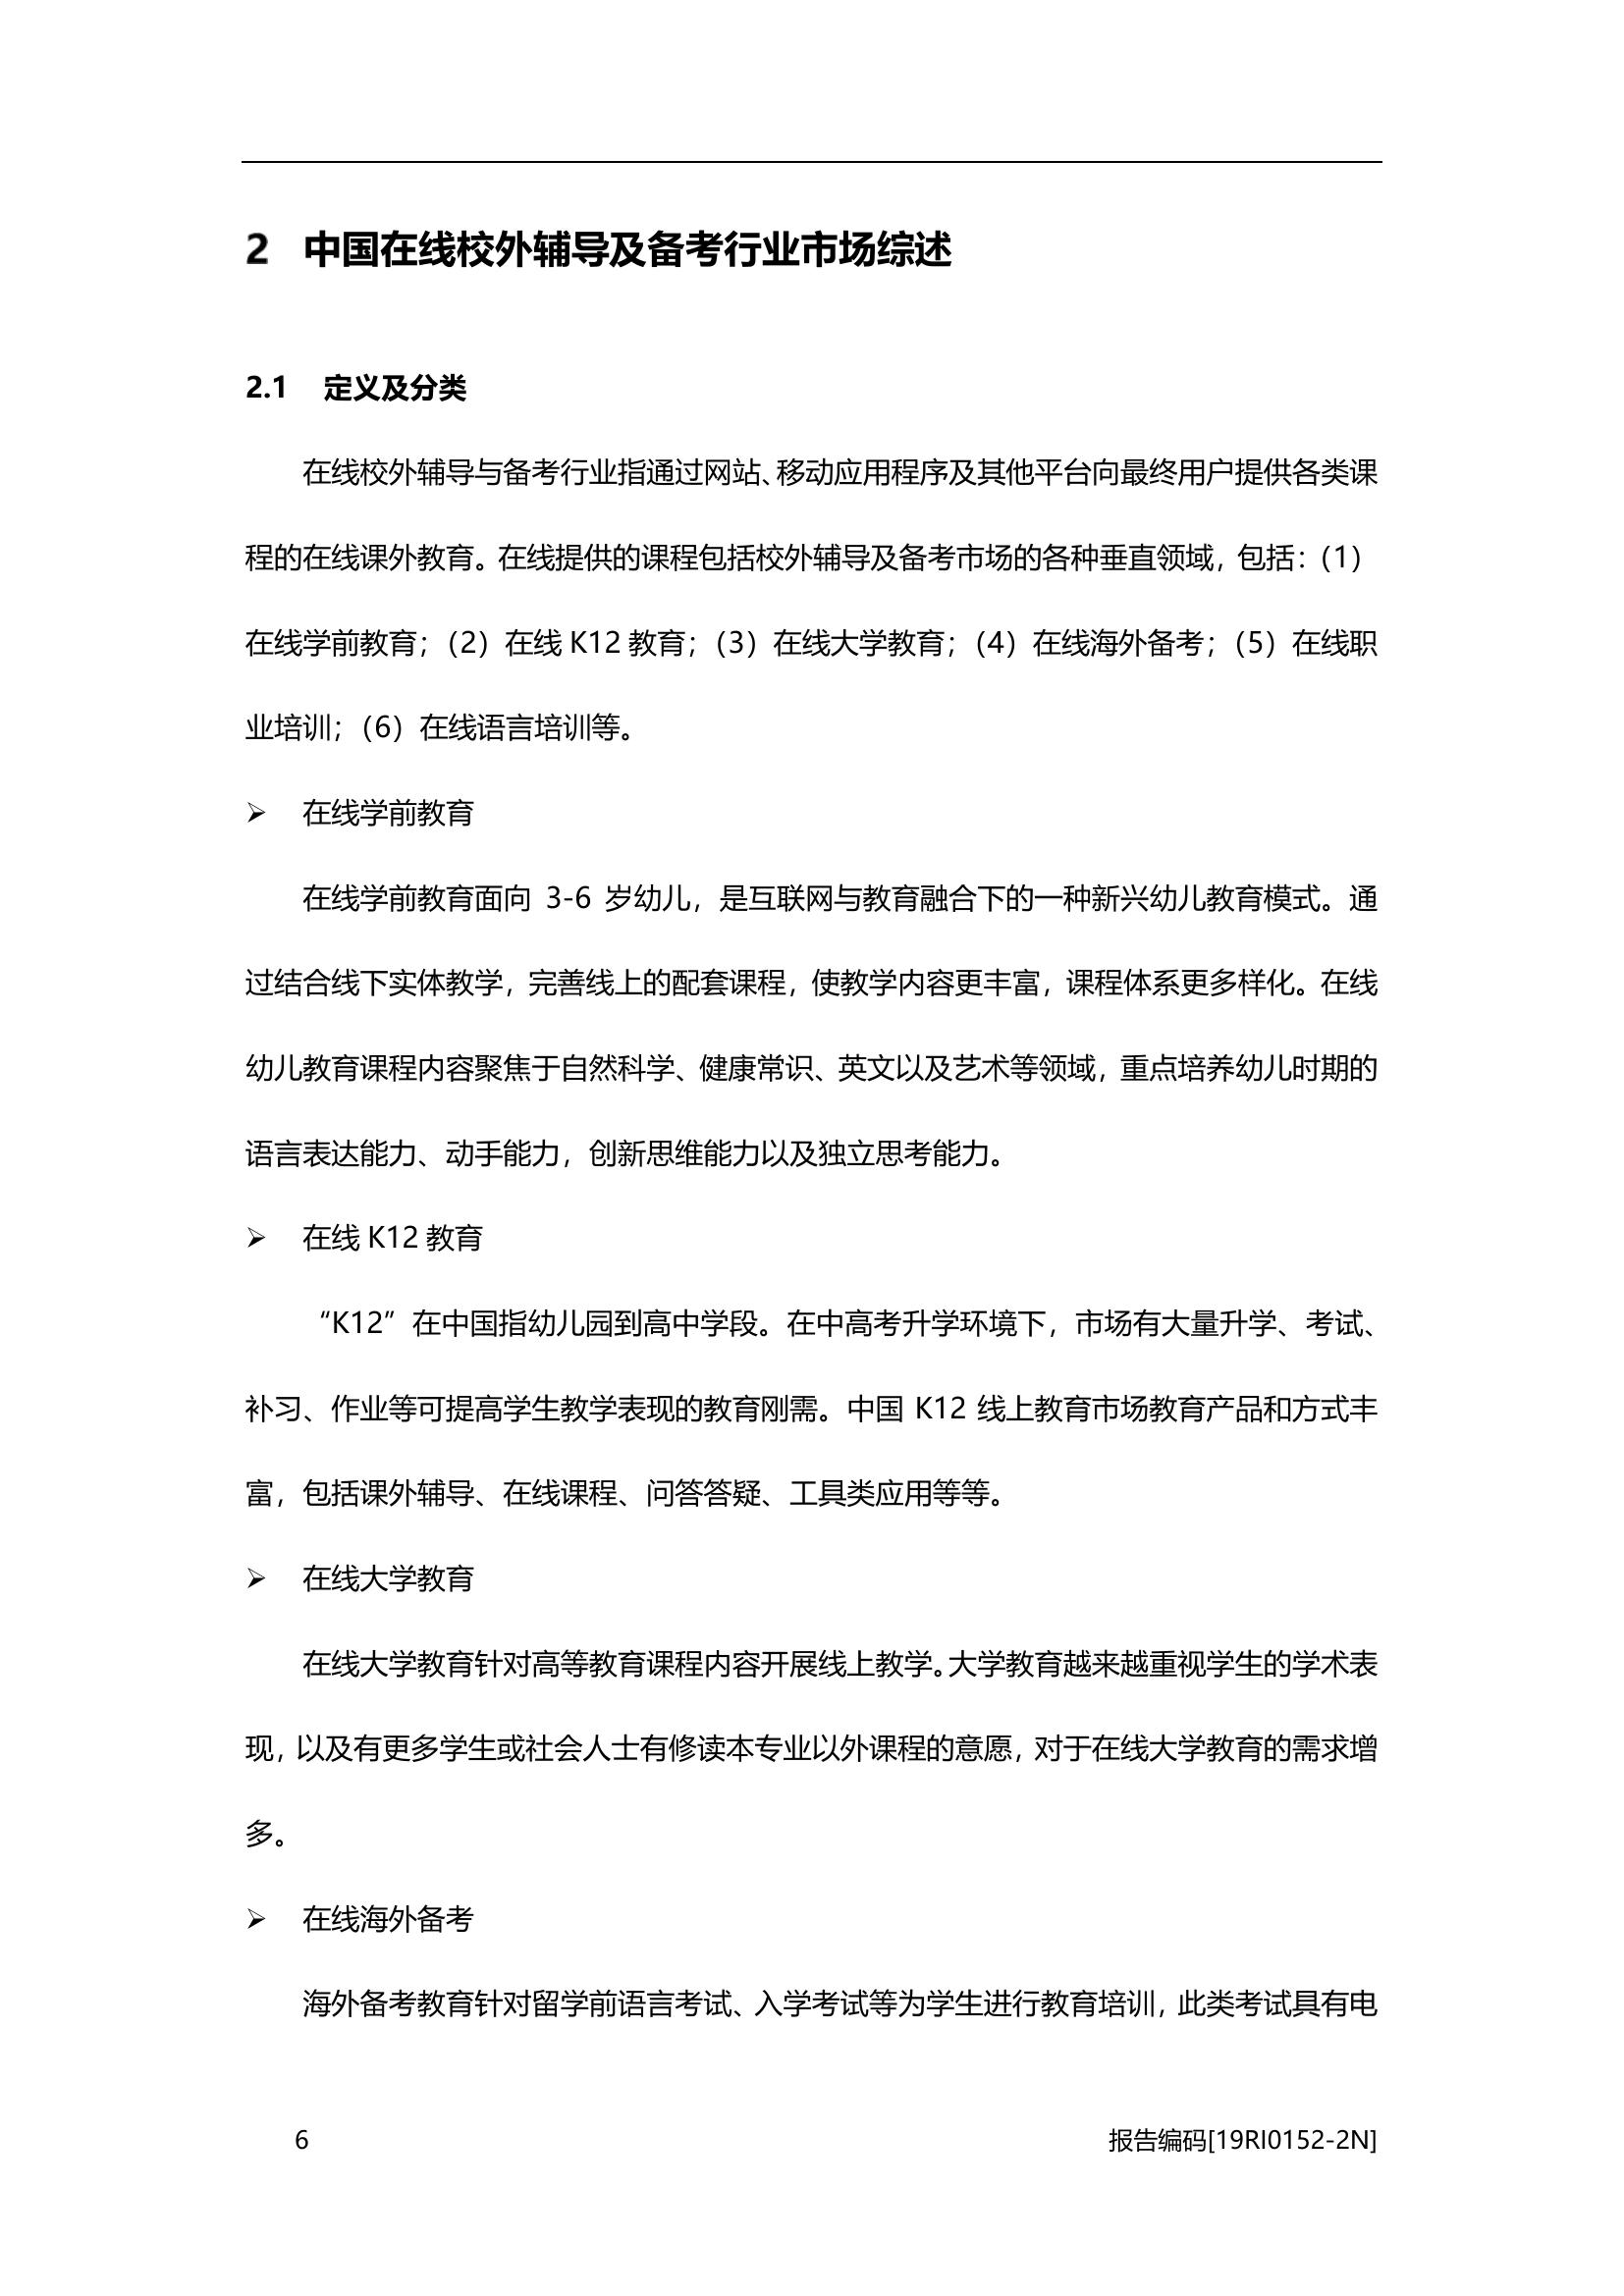 2 中国在线校外辅导及备考行业市场综述
2.1 定义及分类
在线校外辅导与备考行业指通过网站、移动应用程序及其他平台向最终用户提供各类课
程的在线课外教育。在线提供的课程包括校外辅导及备考市场的各种垂直领域，包括：（1）
在线学前教育；（2）在线 K12 教育；（3）在线大学教育；（4）在线海外备考；（5）在线职
业培训；（6）在线语言培训等。
➢ 在线学前教育
在线学前教育面向 3-6 岁幼儿，是互联网与教育融合下的一种新兴幼儿教育模式。通
过结合线下实体教学，完善线上的配套课程，使教学内容更丰富，课程体系更多样化。在线
幼儿教育课程内容聚焦于自然科学、健康常识、英文以及艺术等领域，重点培养幼儿时期的
语言表达能力、动手能力，创新思维能力以及独立思考能力。
➢ 在线 K12 教育
“K12”在中国指幼儿园到高中学段。在中高考升学环境下，市场有大量升学、考试、
补习、作业等可提高学生教学表现的教育刚需。中国 K12 线上教育市场教育产品和方式丰
富，包括课外辅导、在线课程、问答答疑、工具类应用等等。
➢ 在线大学教育
在线大学教育针对高等教育课程内容开展线上教学。大学教育越来越重视学生的学术表
现，以及有更多学生或社会人士有修读本专业以外课程的意愿，对于在线大学教育的需求增
多。
➢ 在线海外备考
海外备考教育针对留学前语言考试、入学考试等为学生进行教育培训，此类考试具有电
6 报告编码[19RI0152-2N]